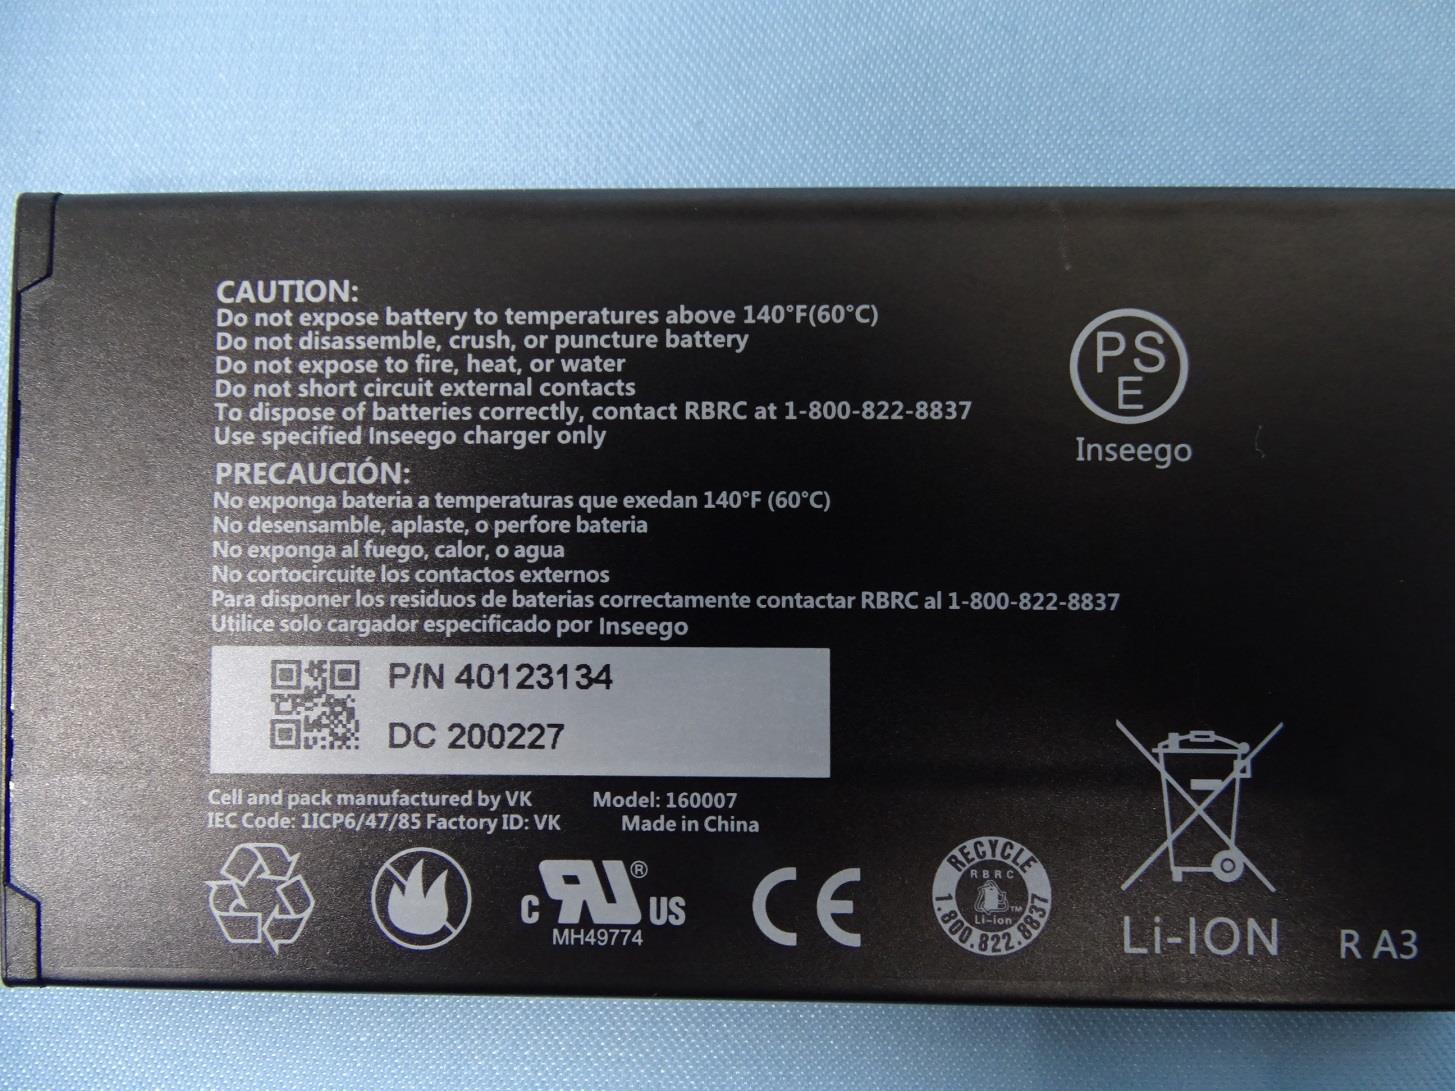 CAUTION:
Do not expose battery to temperatures above 140°F(60°C)
Do not disassemble, crush, or puncture battery
Do not expose to fire, heat, or water
Do not short circuit external contacts
To dispose of batteries correctly, contact RBRC at 1-800-822-8837
Use specified Inseego charger only
PRECAUCIÓN:
No exponga bateria a temperaturas que exedan 140°F (60°C)
No desensamble, aplaste, o perfore bateria
No exponga al fuego, calor, o agua
No cortocircuite los contactos externos
Para disponer los residuos de baterias correctamente contactar RBRC al 1-800-822-8837
Utilice solo cargador especificado por Inseego
PS
E
Inseego
P/N 40123134
DC 200227
Cell and pack manufactured by VK Model: 160007
IEC Code: 1ICP6/47/85 Factory ID: VK Made in China
c RU® US
MH49774
CE
RECYCLE
RBRC
Li-ion ™
1.800.822.8837
Li-ION
R A3